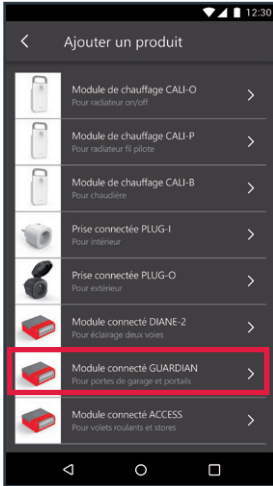 12:30
Ajouter un produit
Module de chauffage CALI-O
Pour radiateur on/off
Module de chauffage CALI-P
Pour radiateur fil pilote
Module de chauffage CALI-B
Pour chaudière
Prise connectée PLUG-I
Pour intérieur
Prise connectée PLUG-O
Pour extérieur
Module connecté DIANE-2
Pour éclairage deux voies
Module connecté GUARDIAN
Pour portes de garage et portails
Module connecté ACCESS
Pour volets roulants et stores